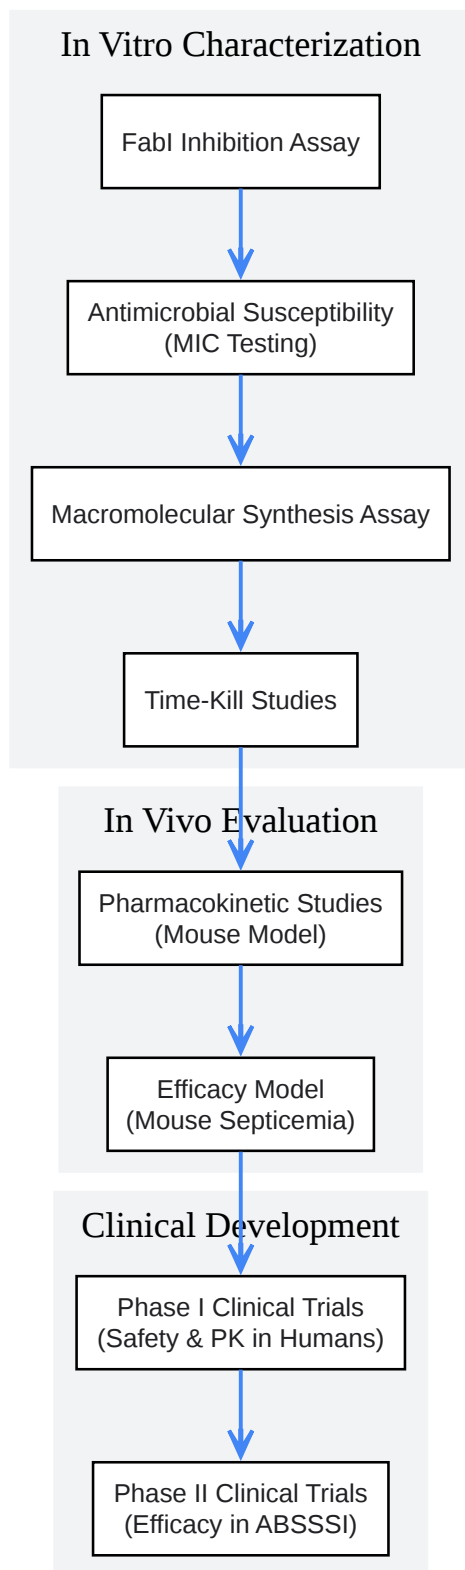 In Vitro Characterization
FabI Inhibition Assay
Antimicrobial Susceptibility
(MIC Testing)
Macromolecular Synthesis Assay
Time-Kill Studies
In Vivo Evaluation
Pharmacokinetic Studies
(Mouse Model)
Efficacy Model
(Mouse Septicemia)
Clinical Development
Phase I Clinical Trials
(Safety & PK in Humans)
Phase II Clinical Trials
(Efficacy in ABSSSI)